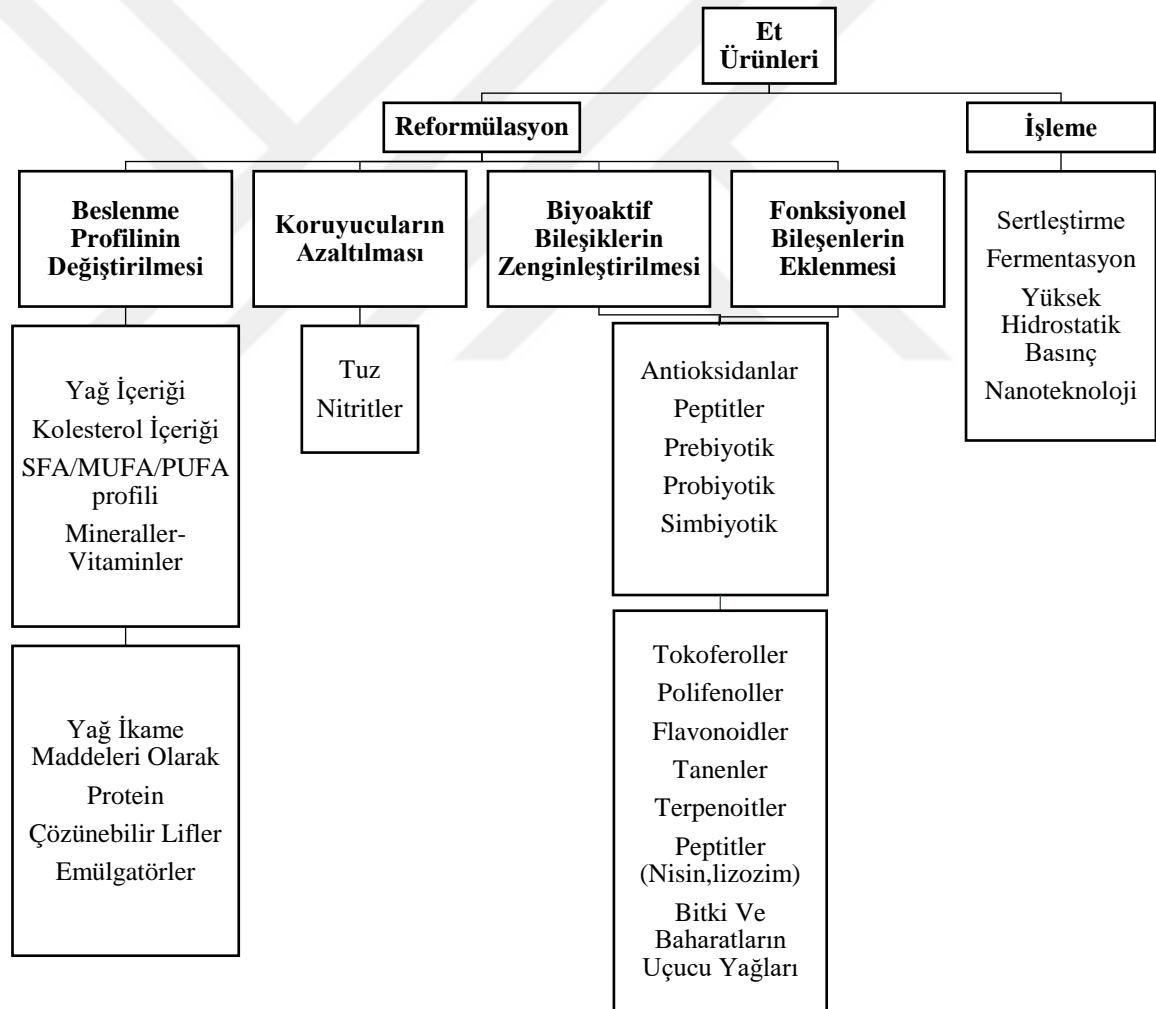 Et
Ürünleri
Reformülasyon
İşleme
Beslenme
Profilinin
Değiştirilmesi
Koruyucuların
Azaltılması
Biyoaktif
Bileşiklerin
Zenginleştirilmesi
Fonksiyonel
Bileşenlerin
Eklenmesi
Sertleştirme
Fermentasyon
Yüksek
Hidrostatik
Basınç
Nanoteknoloji
Yağ İçeriği
Kolesterol İçeriği
SFA/MUFA/PUFA
profili
Mineraller-
Vitaminler
Tuz
Nitritler
Antioksidanlar
Peptitler
Prebiyotik
Probiyotik
Simbiyotik
Yağ İkame
Maddeleri Olarak
Protein
Çözünebilir Lifler
Emülgatörler
Tokoferoller
Polifenoller
Flavonoidler
Tanenler
Terpenoitler
Peptitler
(Nisin,lizozim)
Bitki Ve
Baharatların
Uçucu Yağları